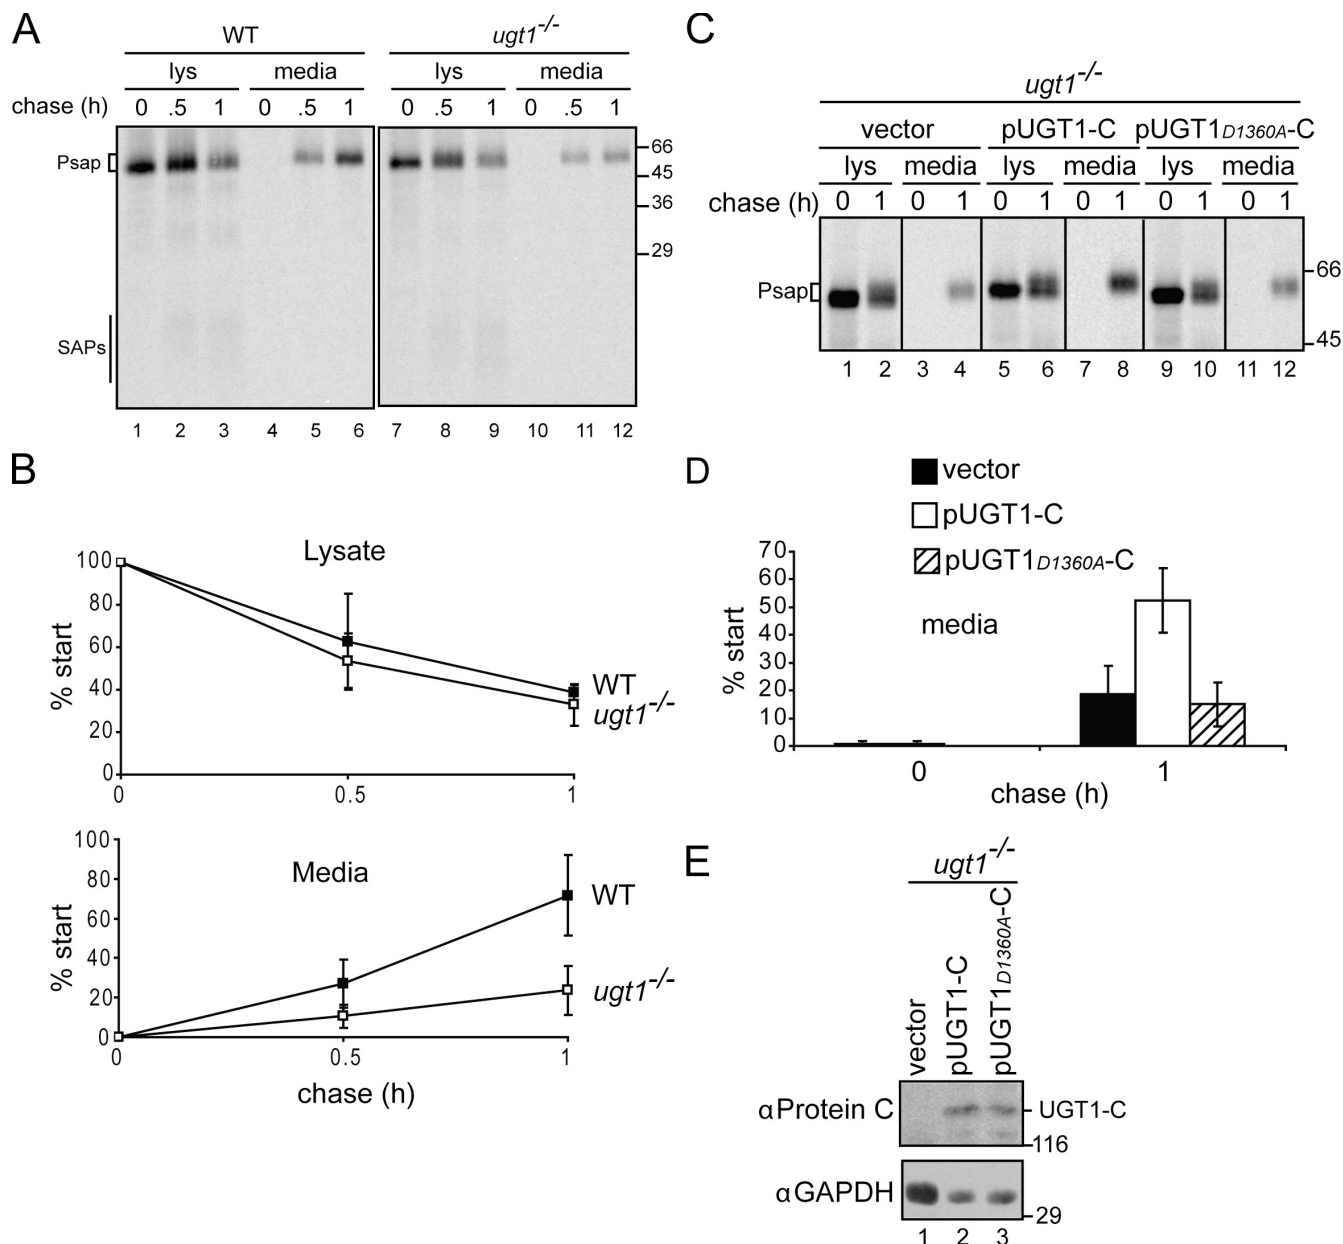 A
WT
ugt1-/-
lys media lys media
chase (h) 0 .5 1 0 .5 1 0 .5 1 0 .5 1
Psap
66
45
36
29
SAPs
1 2 3 4 5 6 7 8 9 10 11 12
B
Lysate
% start
100
80
60
40
20
0
WT
ugt1-/-
0 0.5 1
Media
% start
100
80
60
40
20
0
WT
ugt1-/-
0 0.5 1
chase (h)
C
ugt1-/-
vector pUGT1-C pUGT1D1360A-C
lys media lys media lys media
chase (h) 0 1 0 1 0 1 0 1 0 1 0 1
Psap
66
45
1 2 3 4 5 6 7 8 9 10 11 12
D
vector
pUGT1-C
pUGT1D1360A-C
media
% start
70
60
50
40
30
20
10
0
0 1
chase (h)
E
ugt1-/-
vector
pUGT1-C
pUGT1D1360A-C
αProtein C
UGT1-C
116
αGAPDH
29
1 2 3